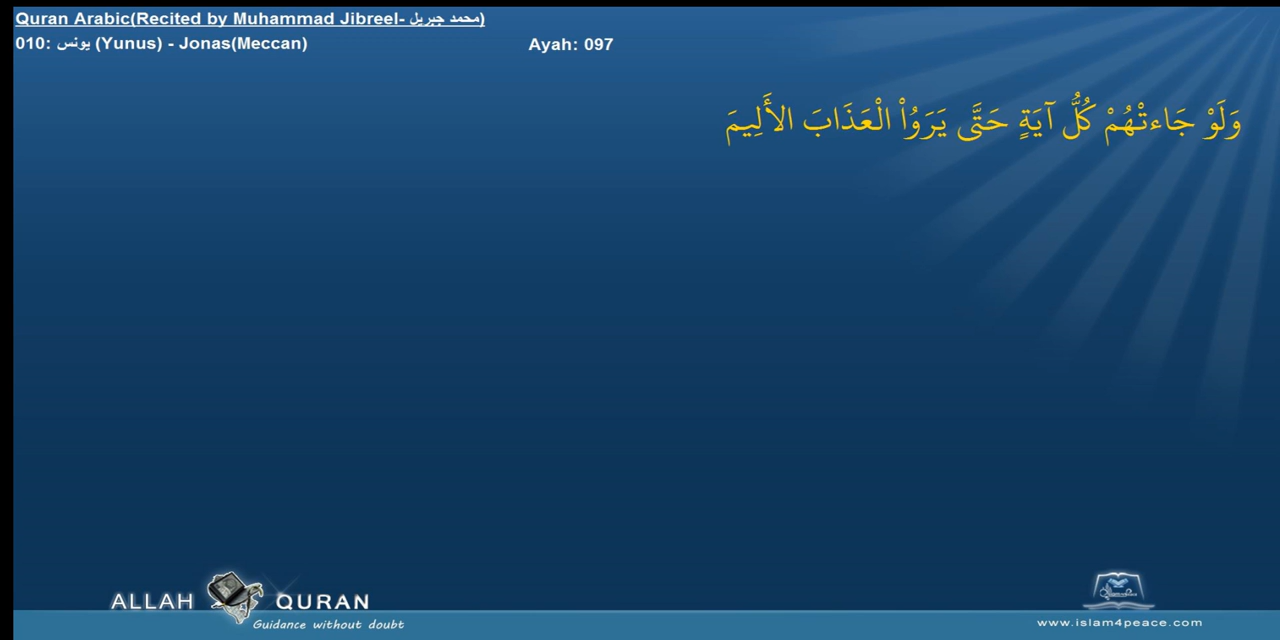 Quran Arabic(Recited by Muhammad Jibreel- محمد جبريل)
010: يونس (Yunus) - Jonas(Meccan)
Ayah: 097
وَلَوْ جَاءتْهُمْ كُلُّ آيَةٍ حَتَّى يَرَوُاْ الْعَذَابَ الأَلِيمَ
ALLAH QURAN
Guidance without doubt
www.islam4peace.com